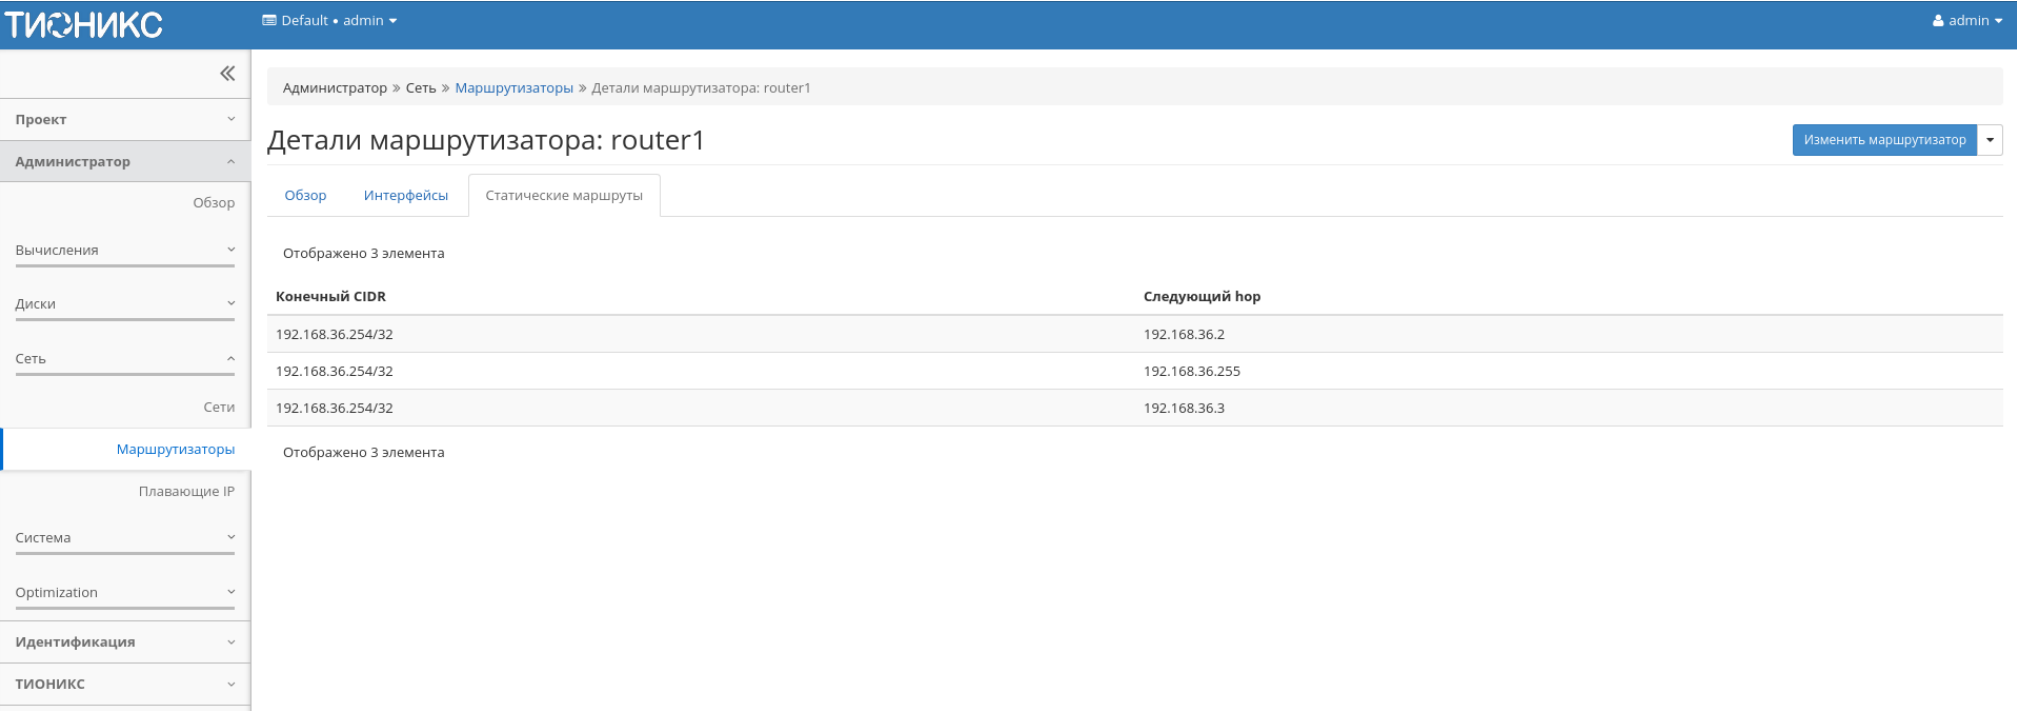 ТИОНИКС
Default • admin
admin
Администратор » Сеть » Маршрутизаторы » Детали маршрутизатора: router1
Проект
Администратор
Обзор
Вычисления
Диски
Сеть
Сети
Маршрутизаторы
Плавающие IP
Система
Optimization
Идентификация
ТИОНИКС
Детали маршрутизатора: router1
Изменить маршрутизатор
Обзор Интерфейсы Статические маршруты
Отображено 3 элемента
Конечный CIDR Следующий hop
192.168.36.254/32 192.168.36.2
192.168.36.254/32 192.168.36.255
192.168.36.254/32 192.168.36.3
Отображено 3 элемента